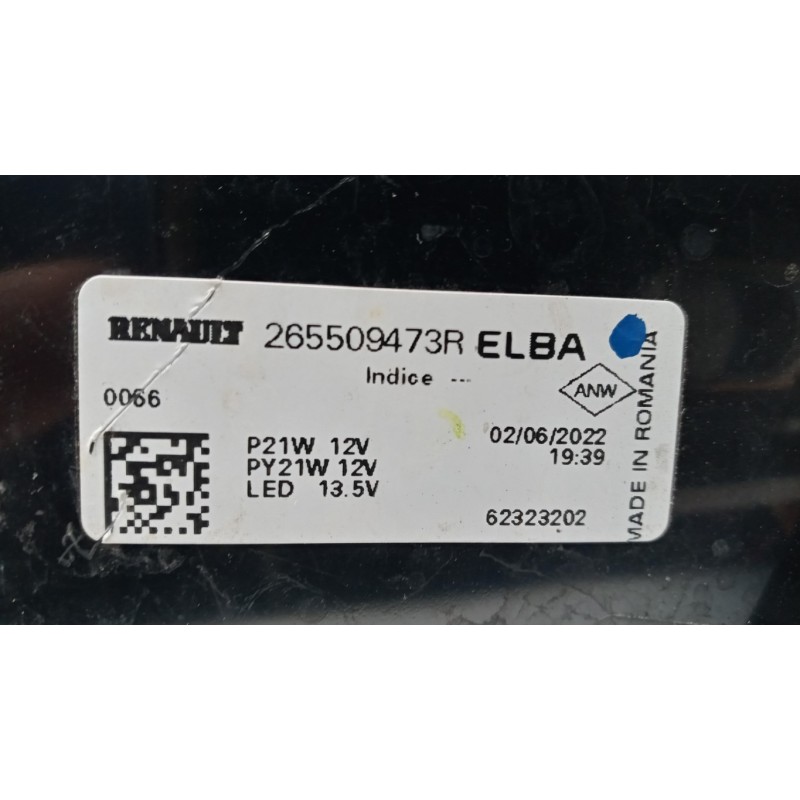 RENAULT 265509473R ELBA
Indice ---
ANW
0066
P21W 12V
PY21W 12V
LED 13.5V
02/06/2022
19:39
62323202
MADE IN ROMANIA